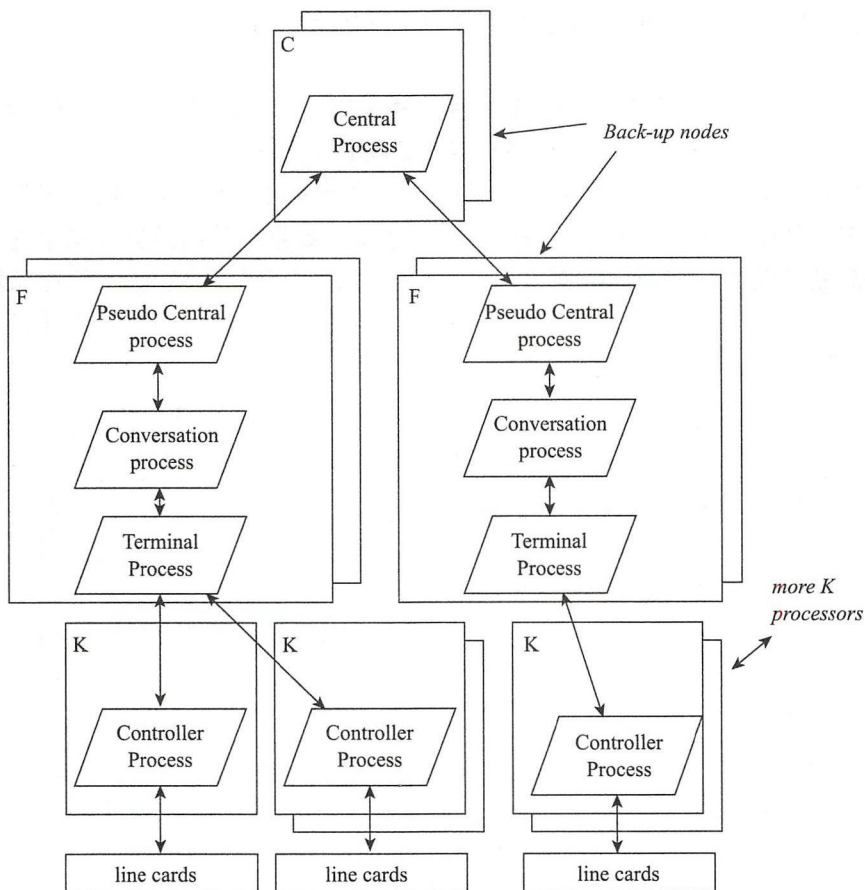 C
Central
Process
Back-up nodes
F
Pseudo Central
process
Conversation
process
Terminal
Process
F
Pseudo Central
process
Conversation
process
Terminal
Process
more K
processors
K
Controller
Process
K
Controller
Process
K
Controller
Process
line cards
line cards
line cards